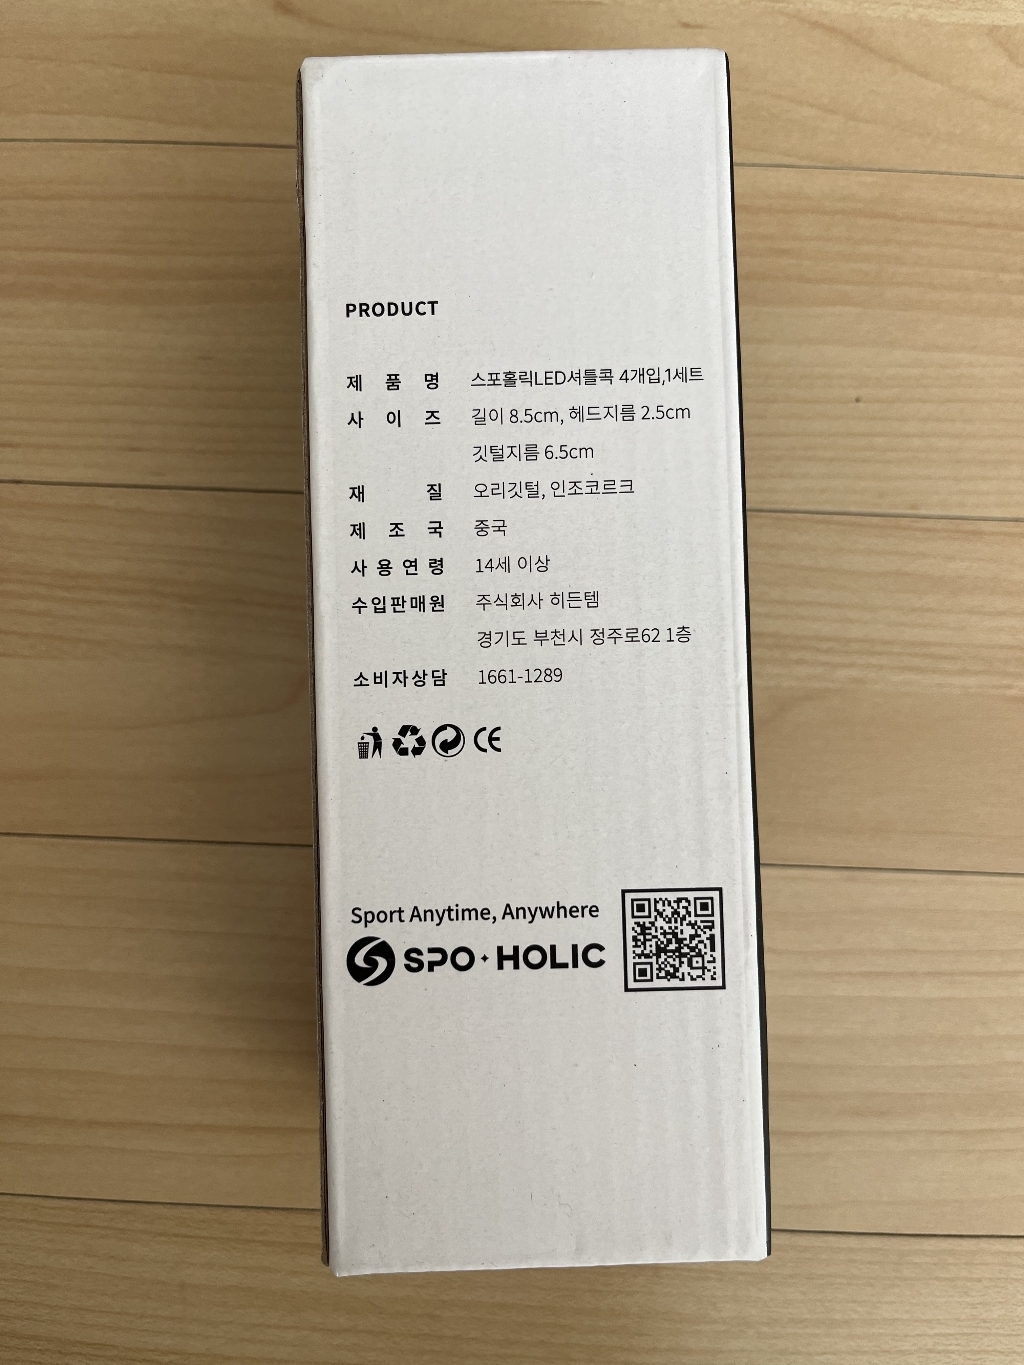 PRODUCT
제 품 명 스포홀릭LED셔틀콕 4개입,1세트
사 이 즈 길이 8.5cm, 헤드지름 2.5cm
깃털지름 6.5cm
재 질 오리깃털, 인조코르크
제 조 국 중국
사 용 연 령 14세 이상
수입판매원 주식회사 히든템
경기도 부천시 정주로62 1층
소비자상담 1661-1289
CE
Sport Anytime, Anywhere
SPO HOLIC